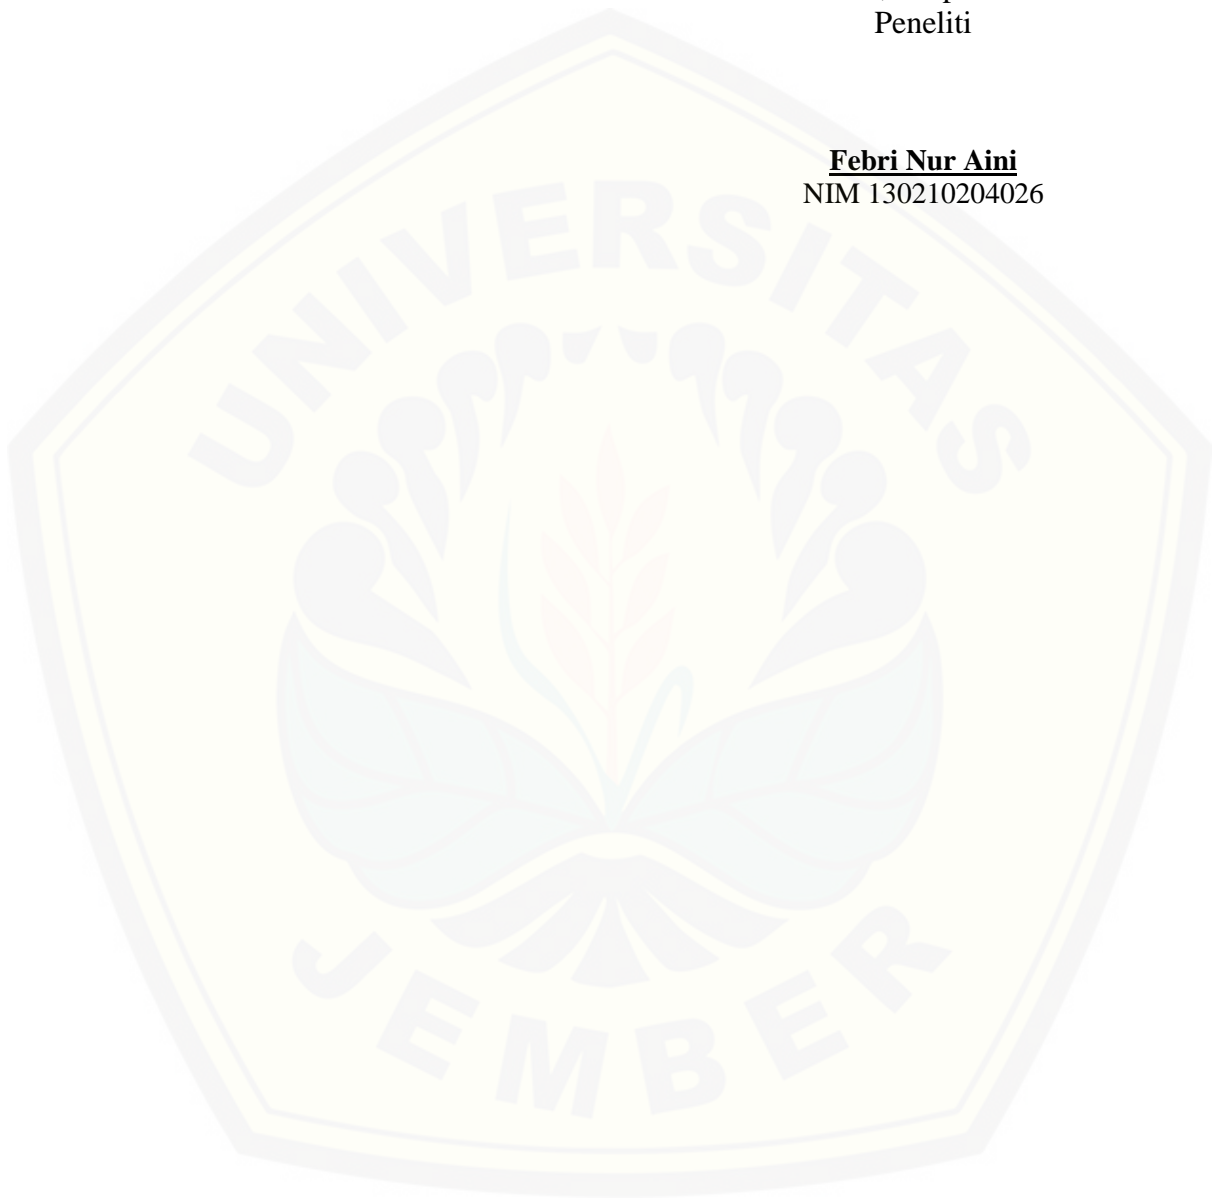 Peneliti
Febri Nur Aini
NIM 130210204026
UNIVERSITAS
JEMBER